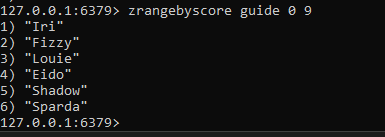 127.0.0.1:6379> zrangebyscore guide 0 9
1) "Iri"
2) "Fizzy"
3) "Louie"
4) "Eido"
5) "Shadow"
6) "Sparda"
127.0.0.1:6379>